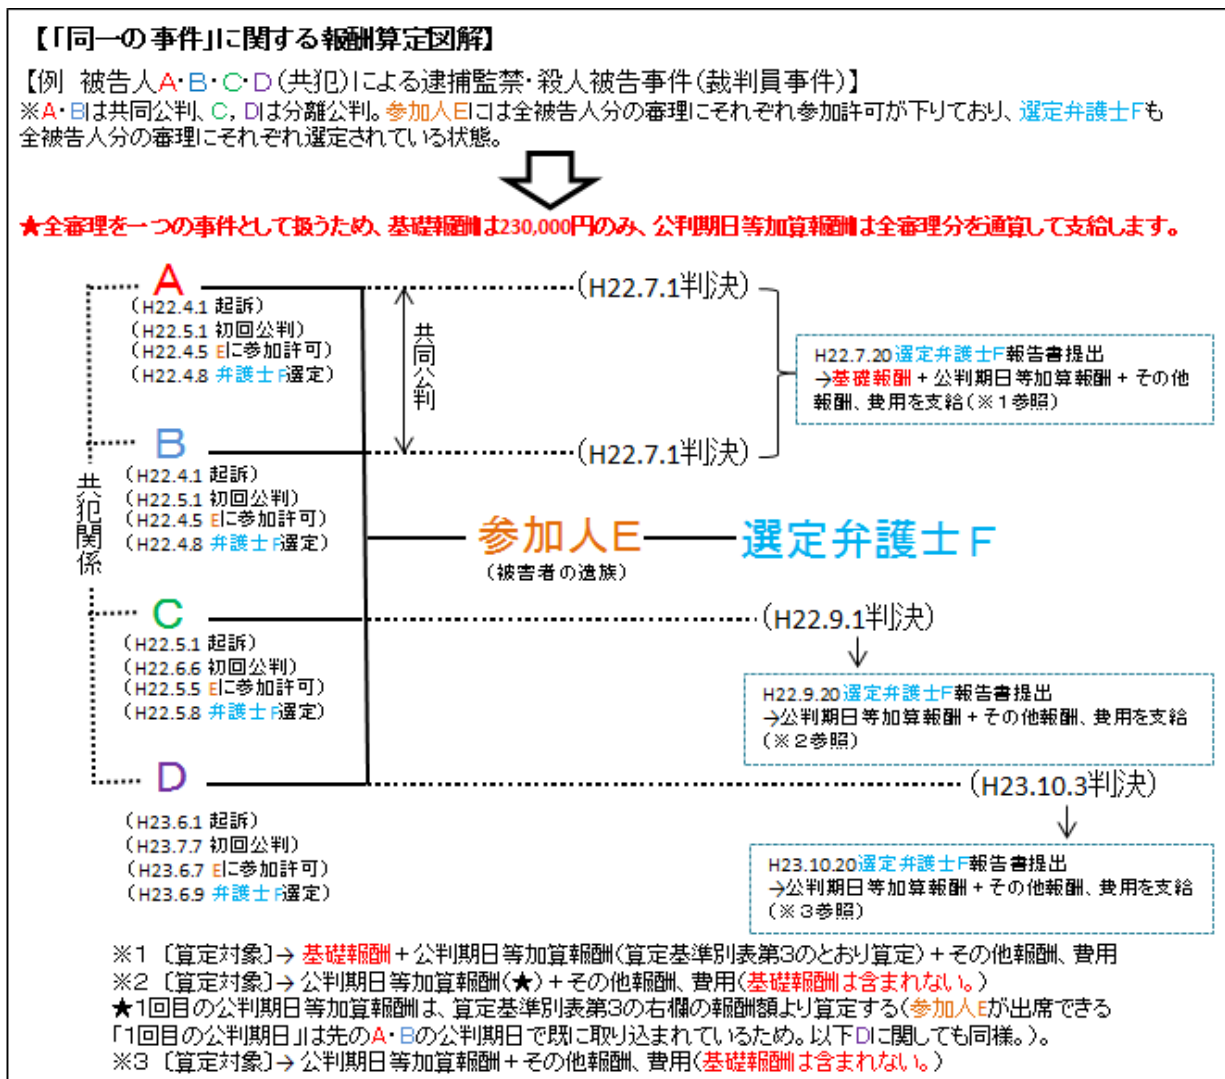 【「同一の事件」に関する報酬算定図解】
【例　被告人A・B・C・D(共犯)による逮捕監禁・殺人被告事件(裁判員事件)】
※A・Bは共同公判、C，Dは分離公判。参加人Eには全被告人分の審理にそれぞれ参加許可が下りており、選定弁護士Fも
全被告人分の審理にそれぞれ選定されている状態。
★全審理を一つの事件として扱うため、基礎報酬は230,000円のみ、公判期日等加算報酬は全審理分を通算して支給します。
A
(H22.4.1 起訴)
(H22.5.1 初回公判)
(H22.4.5 Eに参加許可)
(H22.4.8 弁護士F選定)
(H22.7.1判決)
共同公判
H22.7.20選定弁護士F報告書提出
→基礎報酬＋公判期日等加算報酬＋その他
報酬、費用を支給(※１参照)
B
(H22.4.1 起訴)
(H22.5.1 初回公判)
(H22.4.5 Eに参加許可)
(H22.4.8 弁護士F選定)
(H22.7.1判決)
共犯関係
参加人E
(被害者の遺族)
選定弁護士F
C
(H22.5.1 起訴)
(H22.6.6 初回公判)
(H22.5.5 Eに参加許可)
(H22.5.8 弁護士F選定)
(H22.9.1判決)
H22.9.20選定弁護士F報告書提出
→公判期日等加算報酬＋その他報酬、費用を支給
(※２参照)
D
(H23.6.1 起訴)
(H23.7.7 初回公判)
(H23.6.7 Eに参加許可)
(H23.6.9 弁護士F選定)
(H23.10.3判決)
H23.10.20選定弁護士F報告書提出
→公判期日等加算報酬＋その他報酬、費用を支給
(※３参照)
※１〔算定対象〕→ 基礎報酬＋公判期日等加算報酬(算定基準別表第3のとおり算定)＋その他報酬、費用
※２〔算定対象〕→ 公判期日等加算報酬(★)＋その他報酬、費用(基礎報酬は含まれない。)
★１回目の公判期日等加算報酬は、算定基準別表第3の右欄の報酬額より算定する(参加人Eが出席できる
「1回目の公判期日」は先のA・Bの公判期日で既に取り込まれているため。以下Dに関しても同様。)。
※３〔算定対象〕→ 公判期日等加算報酬＋その他報酬、費用(基礎報酬は含まれない。)